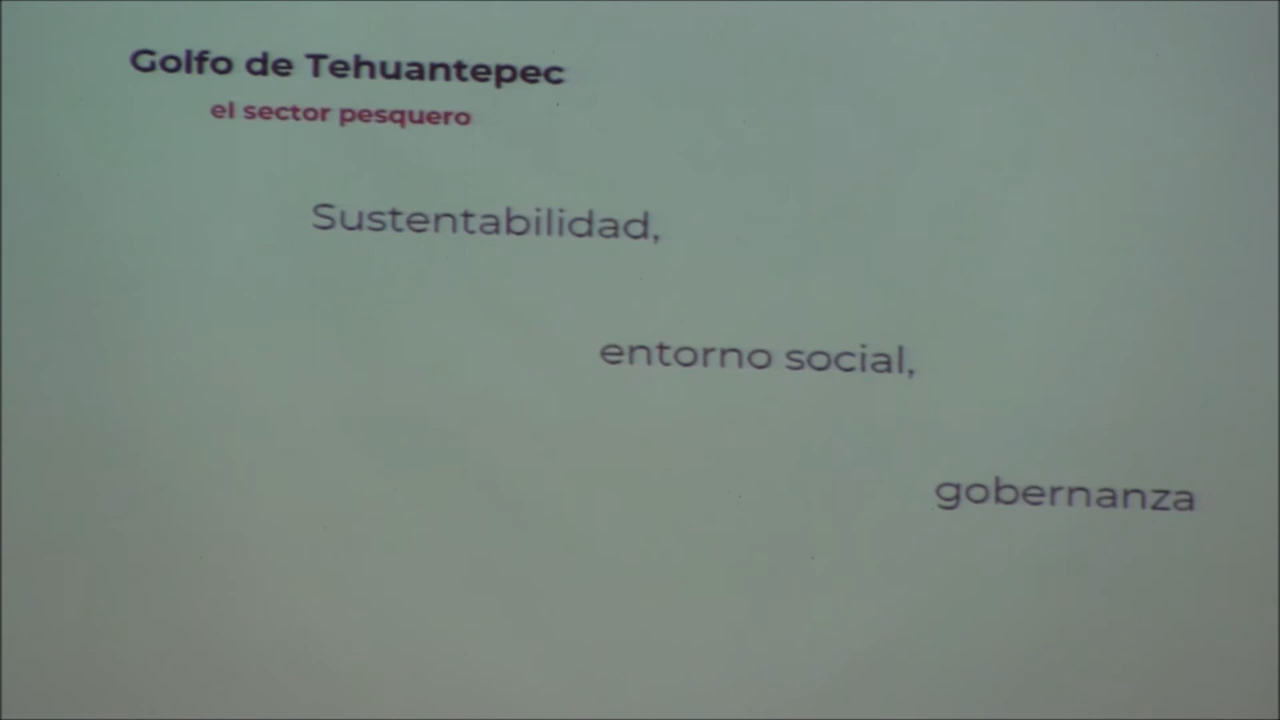 Golfo de Tehuantepec
el sector pesquero
Sustentabilidad,
entorno social,
gobernanza